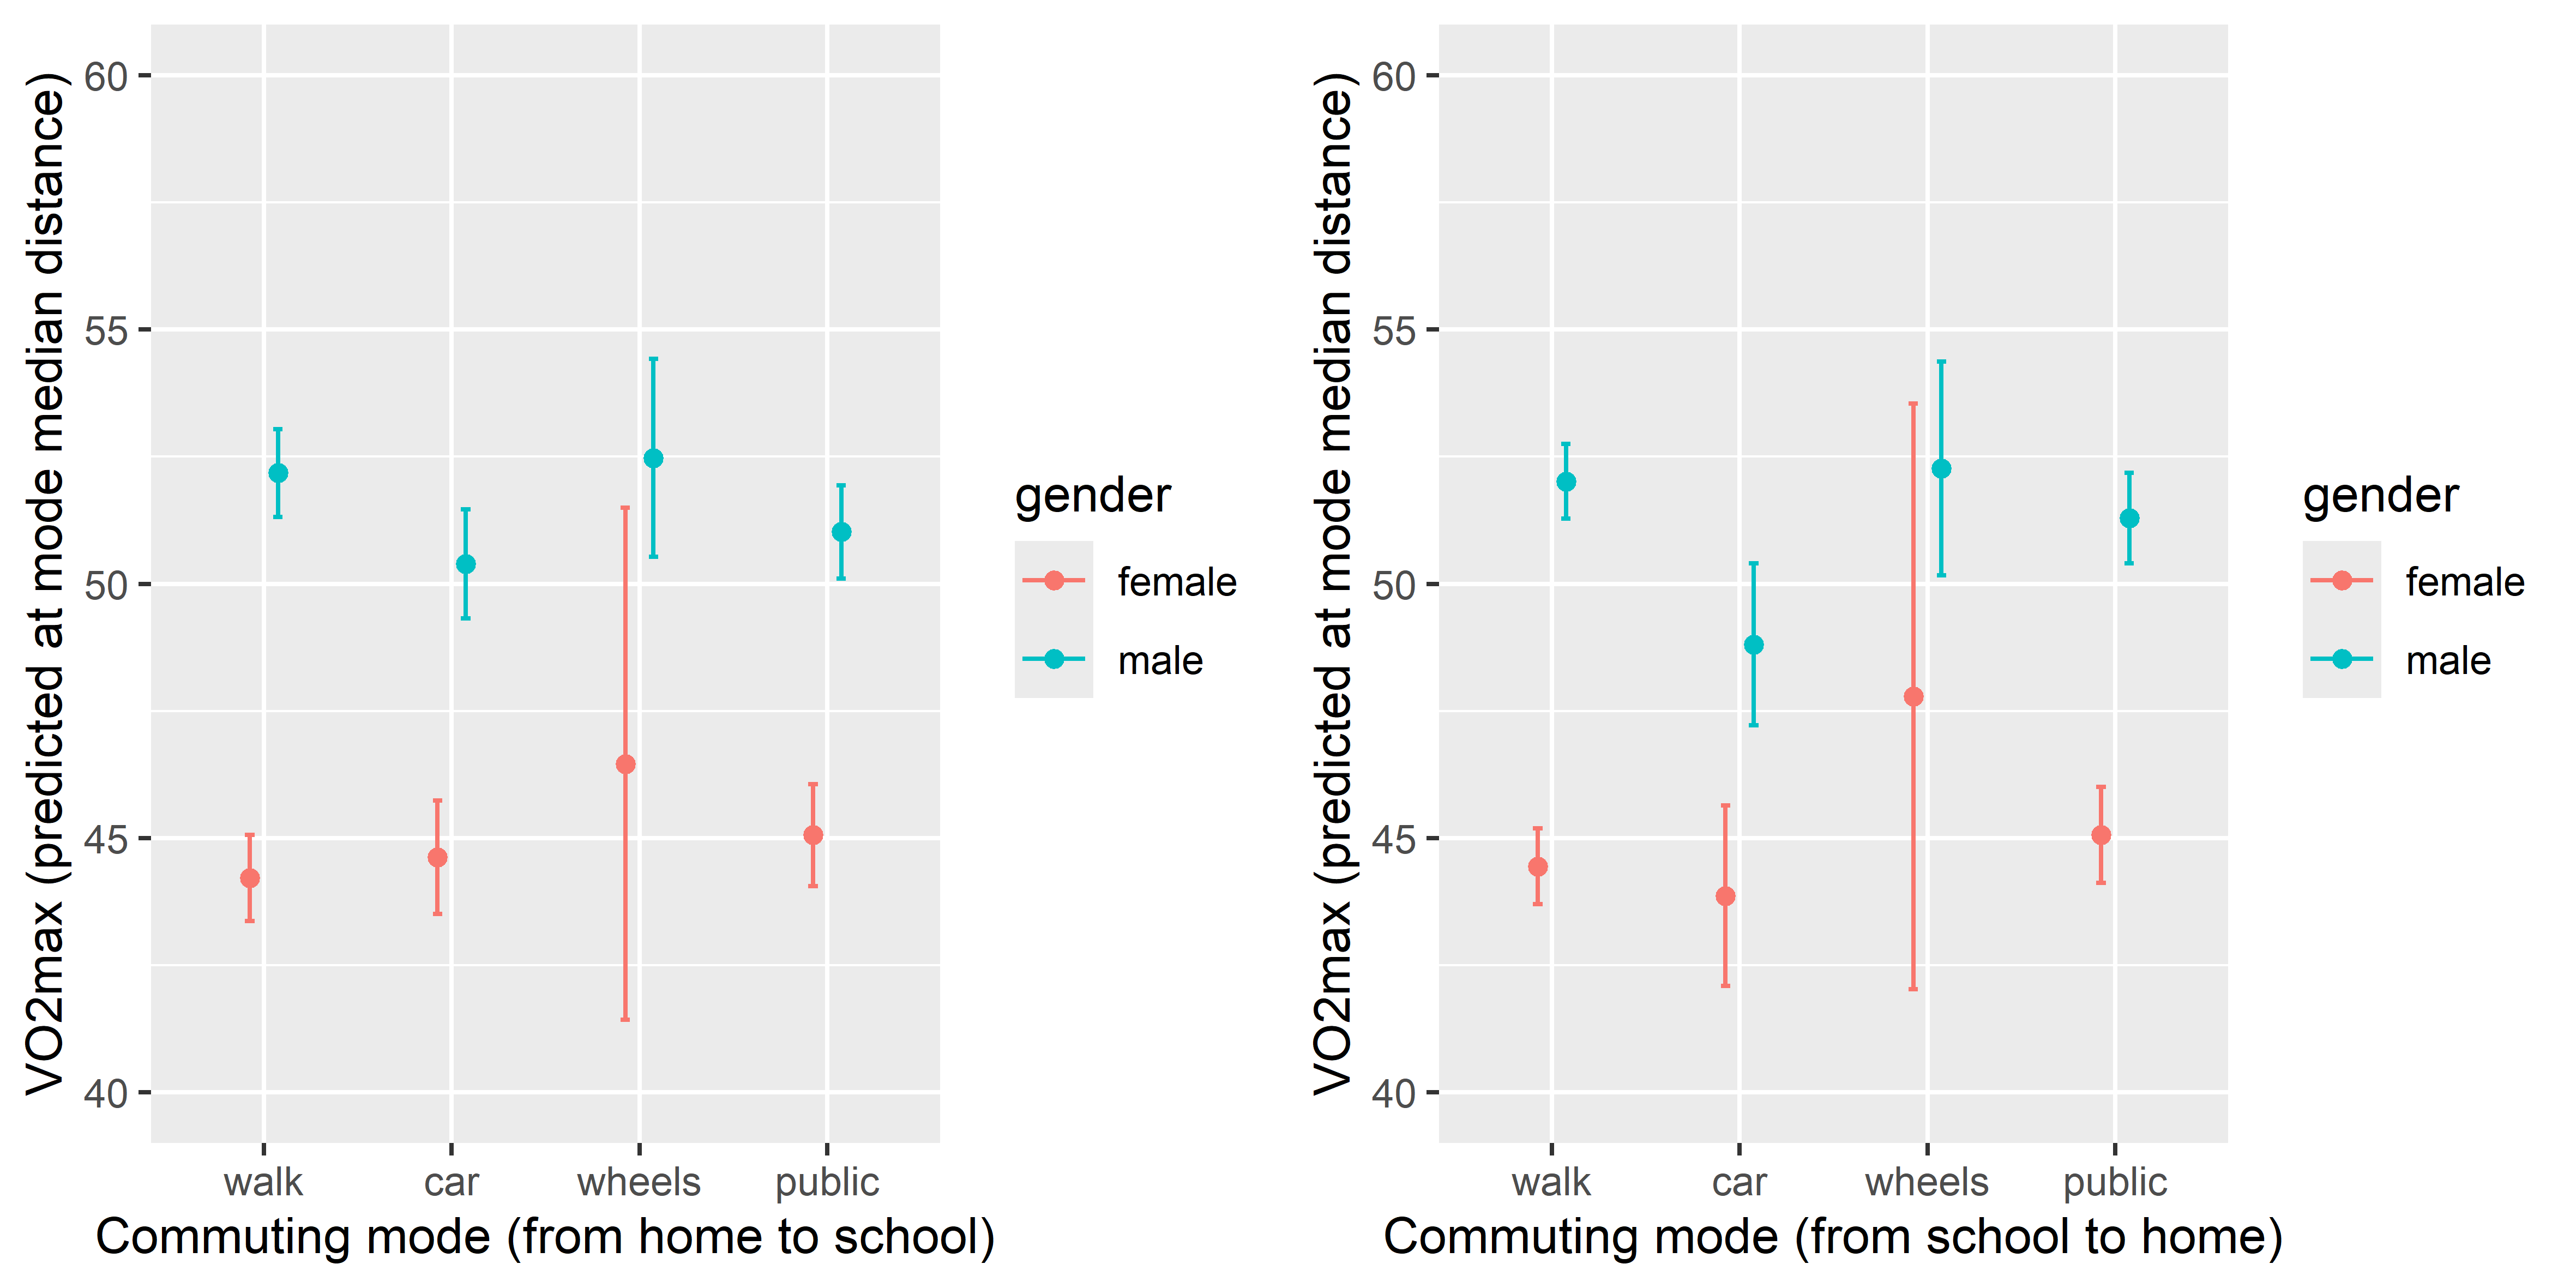 VO2max (predicted at mode median distance)
60
55
50
45
40
walk car wheels public
Commuting mode (from home to school)
gender
female
male
VO2max (predicted at mode median distance)
60
55
50
45
40
walk car wheels public
Commuting mode (from school to home)
gender
female
male